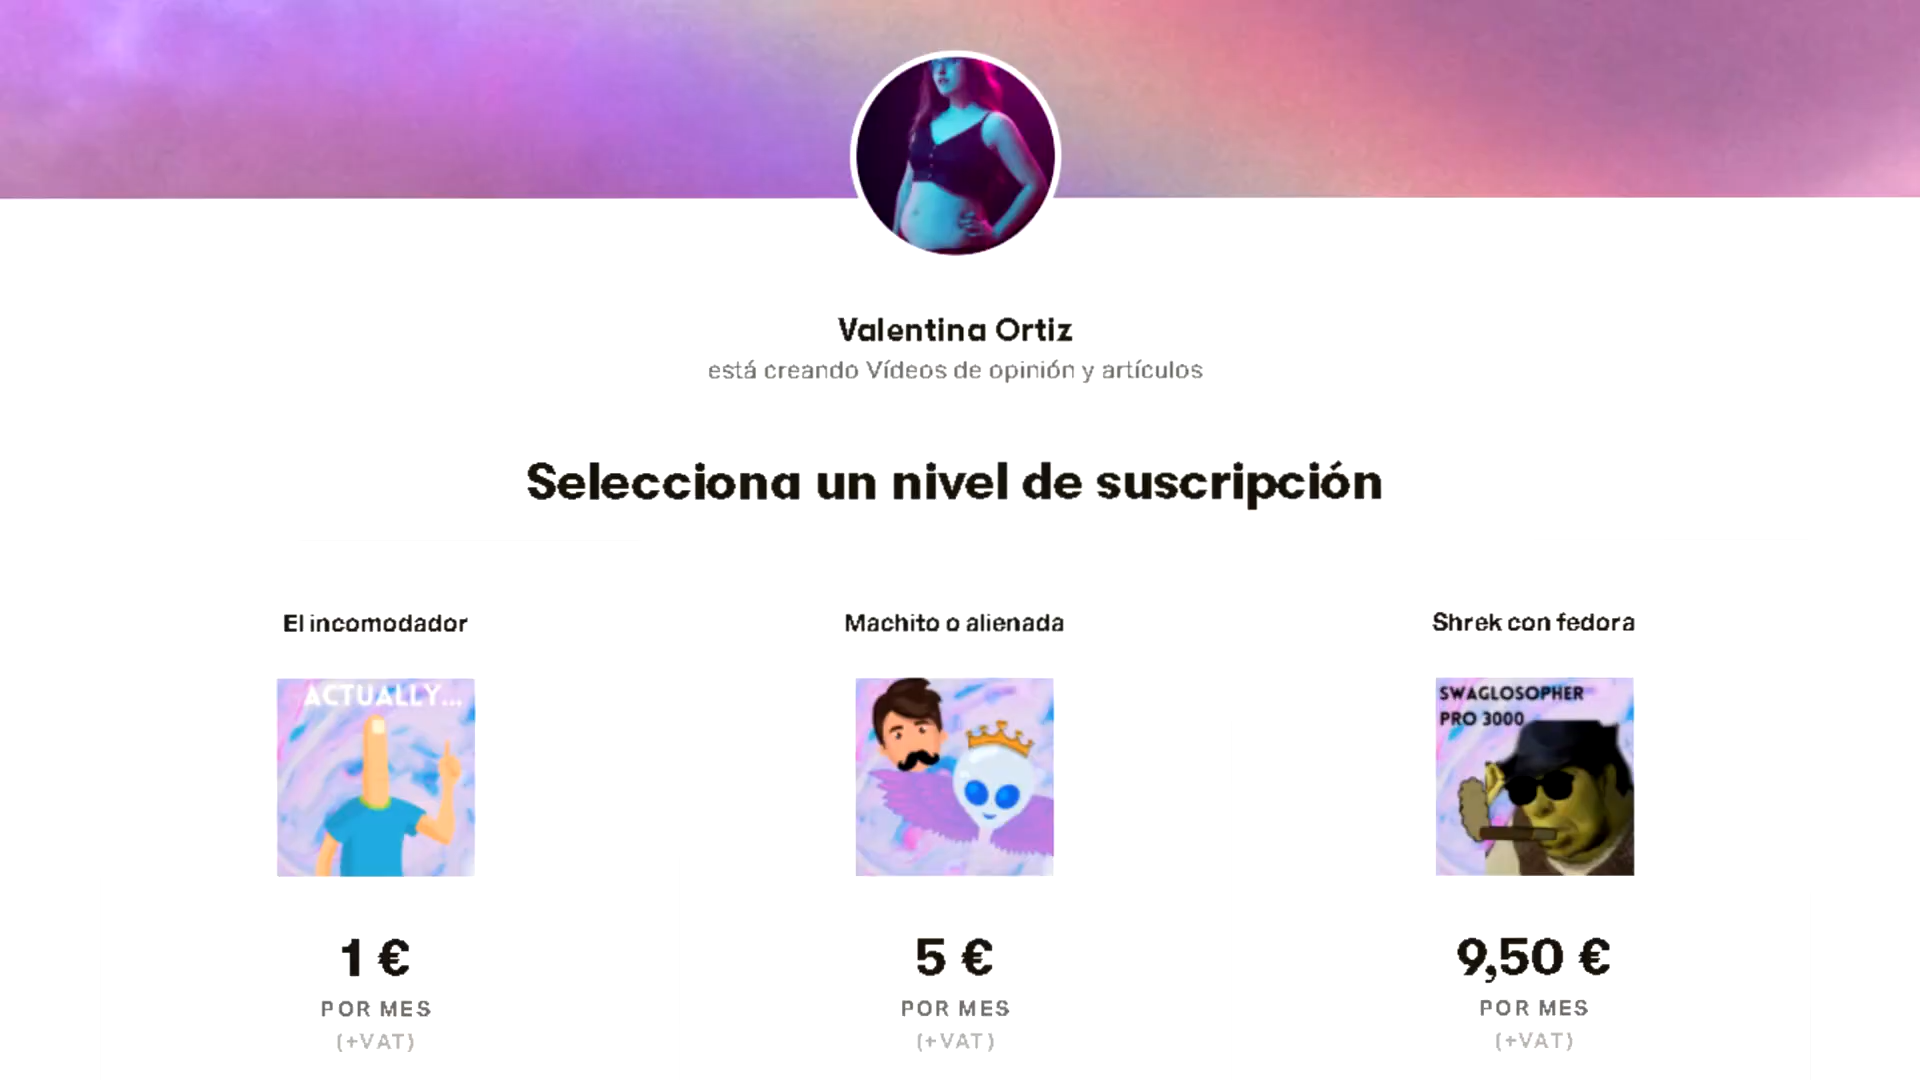 Valentina Ortiz
está creando Vídeos de opinión y artículos
Selecciona un nivel de suscripción
El incomodador
Machito o alienada
Shrek con fedora
ACTUALLY...
SWAGLOSOPHER
PRO 3000
1 €
5 €
9,50 €
POR MES
POR MES
POR MES
(+VAT)
(+VAT)
(+VAT)